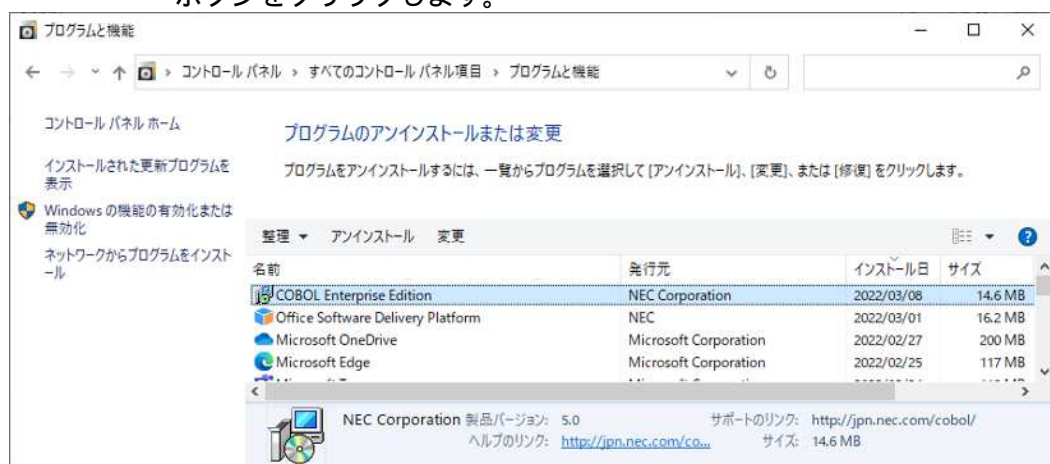 ボタンをクリックします。
プログラムと機能
コントロール パネル › すべてのコントロール パネル項目 › プログラムと機能
コントロール パネル ホーム
インストールされた更新プログラムを
表示
Windows の機能の有効化または
無効化
ネットワークからプログラムをインスト
ール
プログラムのアンインストールまたは変更
プログラムをアンインストールするには、一覧からプログラムを選択して [アンインストール]、[変更]、または [修復] をクリックします。
整理 アンインストール 変更
名前 発行元 インストール日 サイズ
COBOL Enterprise Edition NEC Corporation 2022/03/08 14.6 MB
Office Software Delivery Platform NEC 2022/03/01 16.2 MB
Microsoft OneDrive Microsoft Corporation 2022/02/27 200 MB
Microsoft Edge Microsoft Corporation 2022/02/25 117 MB
NEC Corporation 製品バージョン: 5.0 サポートのリンク: http://jpn.nec.com/cobol/
ヘルプのリンク: http://jpn.nec.com/co... サイズ: 14.6 MB